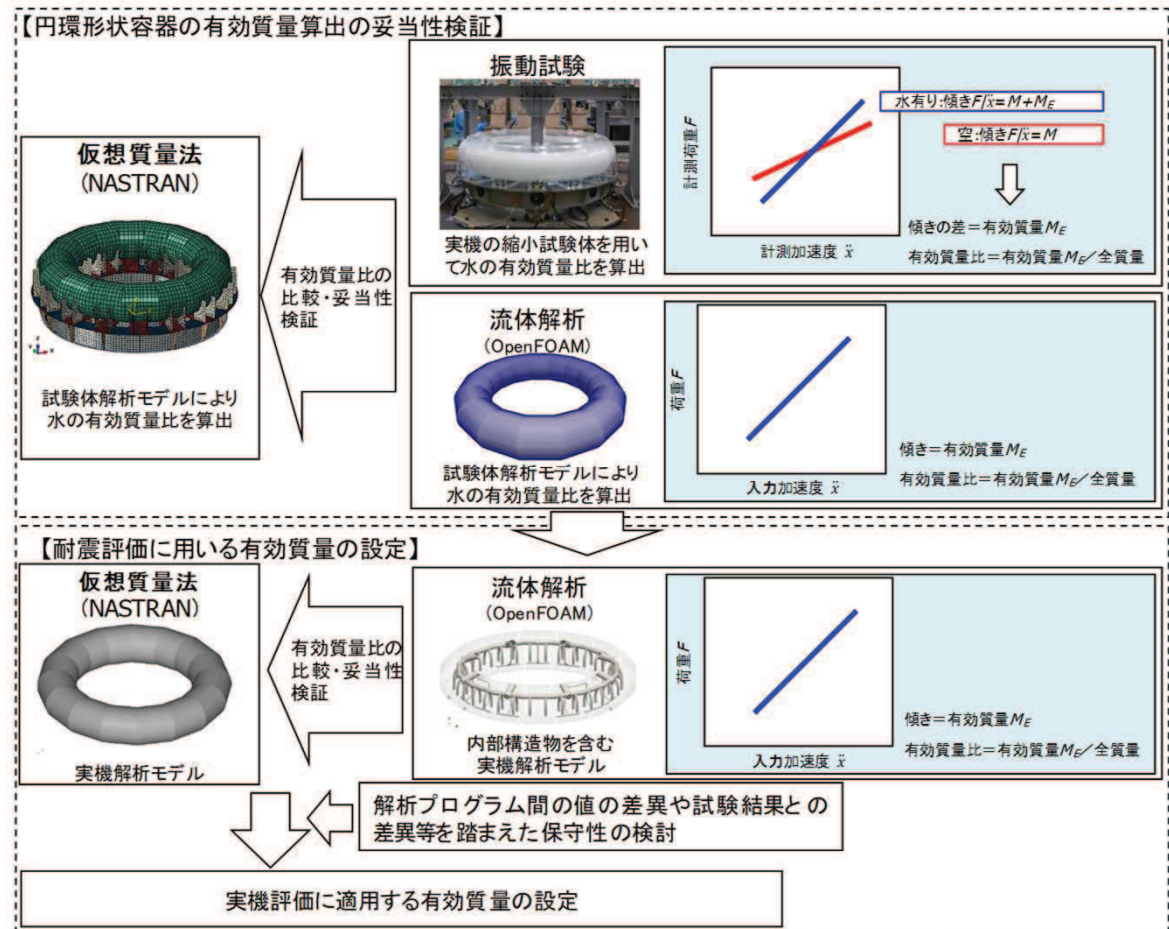 【円環形状容器の有効質量算出の妥当性検証】
振動試験
実機の縮小試験体を用い
て水の有効質量比を算出
計測荷重F
計測加速度 ẍ
水有り:傾きF/ẍ=M+M_E
空:傾きF/ẍ=M
傾きの差=有効質量M_E
有効質量比=有効質量M_E/全質量
仮想質量法
(NASTRAN)
試験体解析モデルにより
水の有効質量比を算出
有効質量比の
比較・妥当性
検証
流体解析
(OpenFOAM)
試験体解析モデルにより
水の有効質量比を算出
荷重F
入力加速度 ẍ
傾き=有効質量M_E
有効質量比=有効質量M_E/全質量
【耐震評価に用いる有効質量の設定】
仮想質量法
(NASTRAN)
実機解析モデル
有効質量比の
比較・妥当性
検証
流体解析
(OpenFOAM)
内部構造物を含む
実機解析モデル
荷重F
入力加速度 ẍ
傾き=有効質量M_E
有効質量比=有効質量M_E/全質量
解析プログラム間の値の差異や試験結果との
差異等を踏まえた保守性の検討
実機評価に適用する有効質量の設定